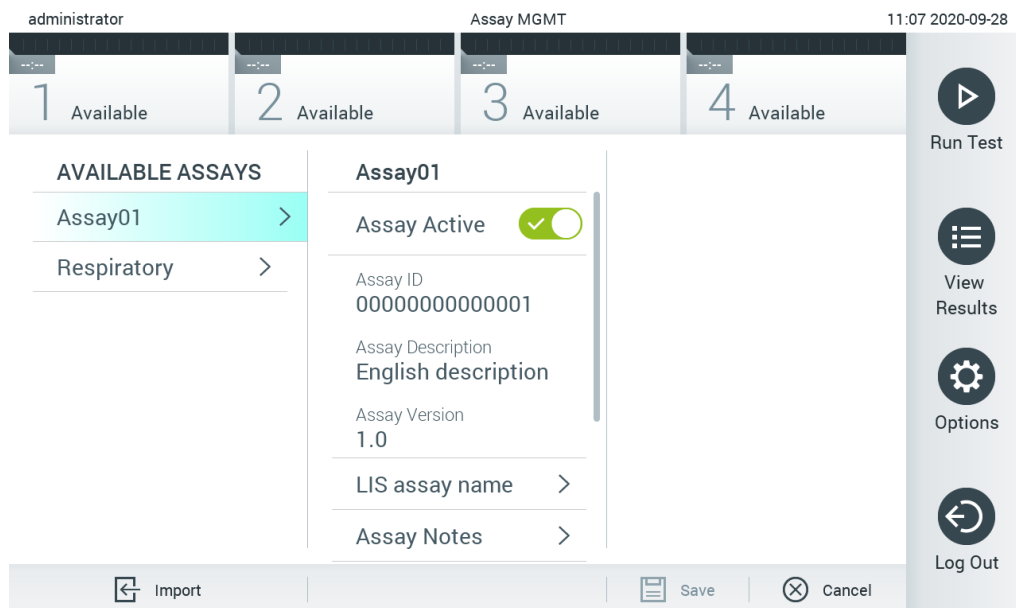 administrator
Assay MGMT
11:07 2020-09-28
--:--
--:--
--:--
--:--
1 Available
2 Available
3 Available
4 Available
Run Test
View
Results
Options
Log Out
AVAILABLE ASSAYS
Assay01
Respiratory
Assay01
Assay Active
Assay ID
00000000000001
Assay Description
English description
Assay Version
1.0
LIS assay name
Assay Notes
Import
Save
Cancel